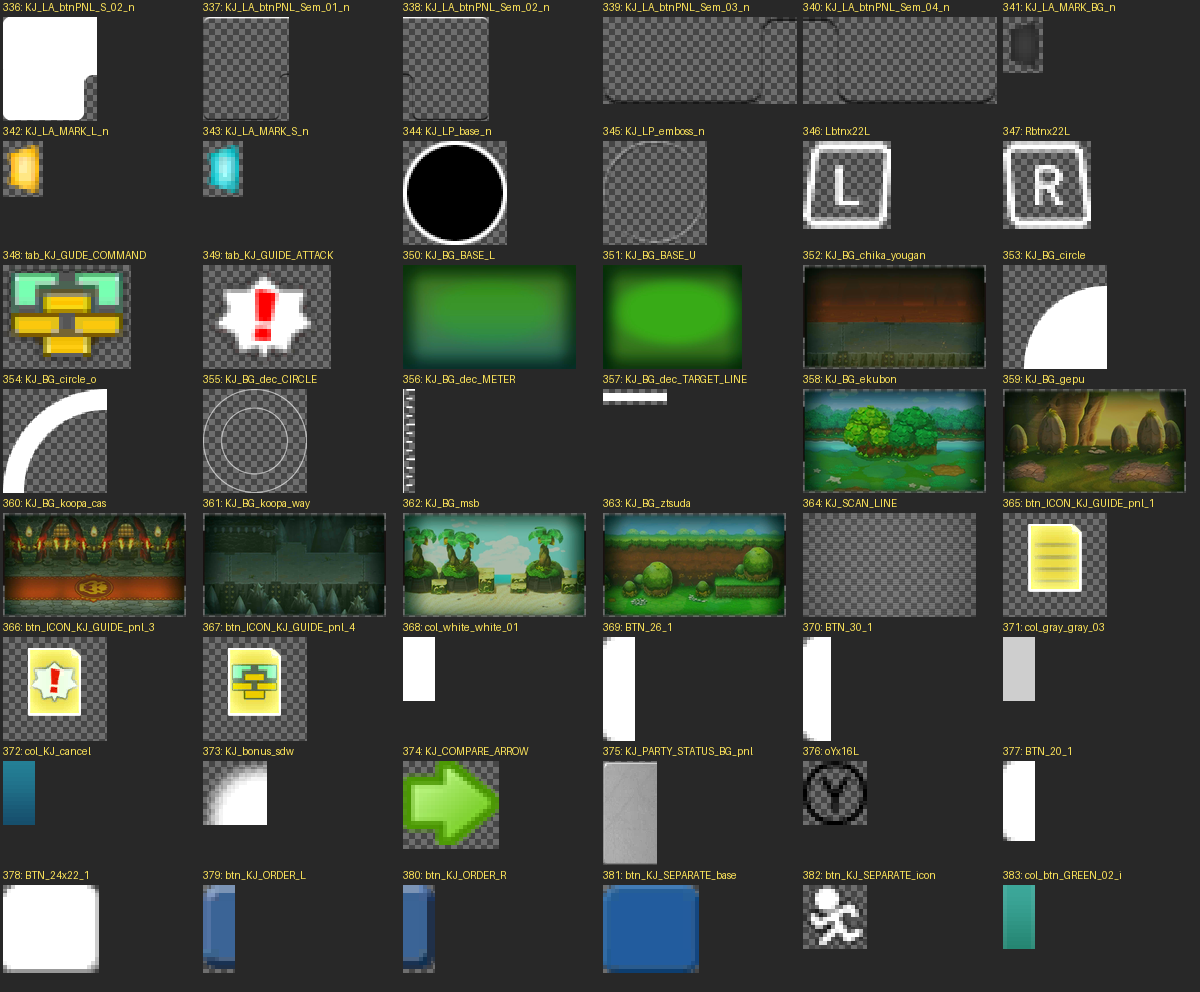 336: KJ_LA_btnPNL_S_02_n
337: KJ_LA_btnPNL_Sem_01_n
338: KJ_LA_btnPNL_Sem_02_n
339: KJ_LA_btnPNL_Sem_03_n
340: KJ_LA_btnPNL_Sem_04_n
341: KJ_LA_MARK_BG_n
342: KJ_LA_MARK_L_n
343: KJ_LA_MARK_S_n
344: KJ_LP_base_n
345: KJ_LP_emboss_n
346: Lbtnx22L
347: Rbtnx22L
L
R
348: tab_KJ_GUDE_COMMAND
349: tab_KJ_GUIDE_ATTACK
350: KJ_BG_BASE_L
351: KJ_BG_BASE_U
352: KJ_BG_chika_yougan
353: KJ_BG_circle
!
354: KJ_BG_circle_o
355: KJ_BG_dec_CIRCLE
356: KJ_BG_dec_METER
357: KJ_BG_dec_TARGET_LINE
358: KJ_BG_ekubon
359: KJ_BG_gepu
360: KJ_BG_koopa_cas
361: KJ_BG_koopa_way
362: KJ_BG_msb
363: KJ_BG_ztsuda
364: KJ_SCAN_LINE
365: btn_ICON_KJ_GUIDE_pnl_1
366: btn_ICON_KJ_GUIDE_pnl_3
367: btn_ICON_KJ_GUIDE_pnl_4
368: col_white_white_01
369: BTN_26_1
370: BTN_30_1
371: col_gray_gray_03
!
372: col_KJ_cancel
373: KJ_bonus_sdw
374: KJ_COMPARE_ARROW
375: KJ_PARTY_STATUS_BG_pnl
376: oYx16L
377: BTN_20_1
Y
378: BTN_24x22_1
379: btn_KJ_ORDER_L
380: btn_KJ_ORDER_R
381: btn_KJ_SEPARATE_base
382: btn_KJ_SEPARATE_icon
383: col_btn_GREEN_02_i